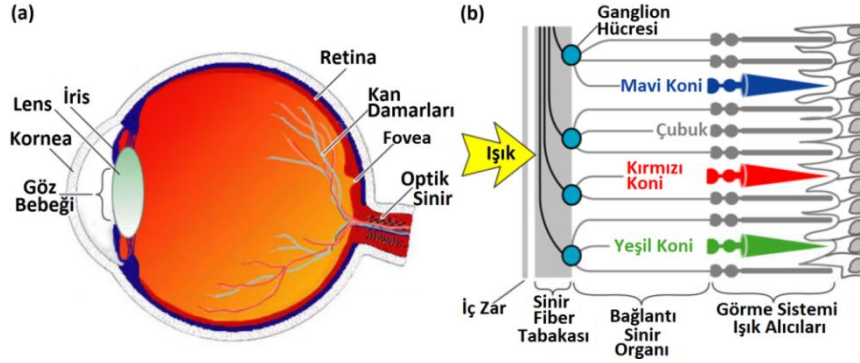 (a)
Retina
Kan
Damarları
Fovea
Optik
Sinir
İris
Lens
Kornea
Göz
Bebeği
(b)
Ganglion
Hücresi
Mavi Koni
Çubuk
Işık
Kırmızı
Koni
Yeşil Koni
İç Zar
Sinir
Fiber
Tabakası
Bağlantı
Sinir
Organı
Görme Sistemi
Işık Alıcıları